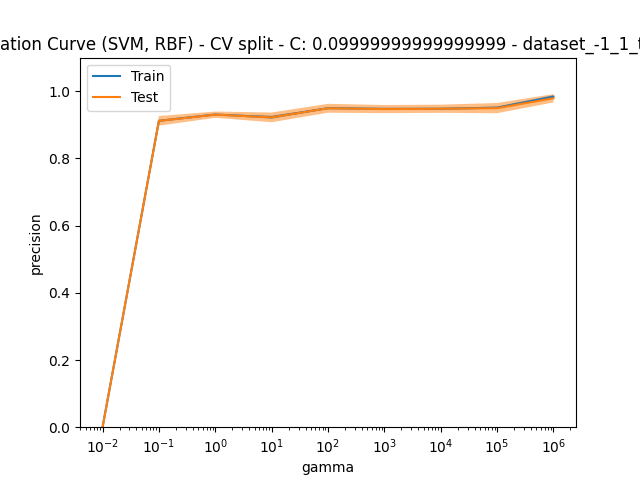 ation Curve (SVM, RBF) - CV split - C: 0.09999999999999999 - dataset_-1_1_
Train
Test
1.0
0.8
0.6
0.4
0.2
0.0
precision
10^-2 10^-1 10^0 10^1 10^2 10^3 10^4 10^5 10^6
gamma